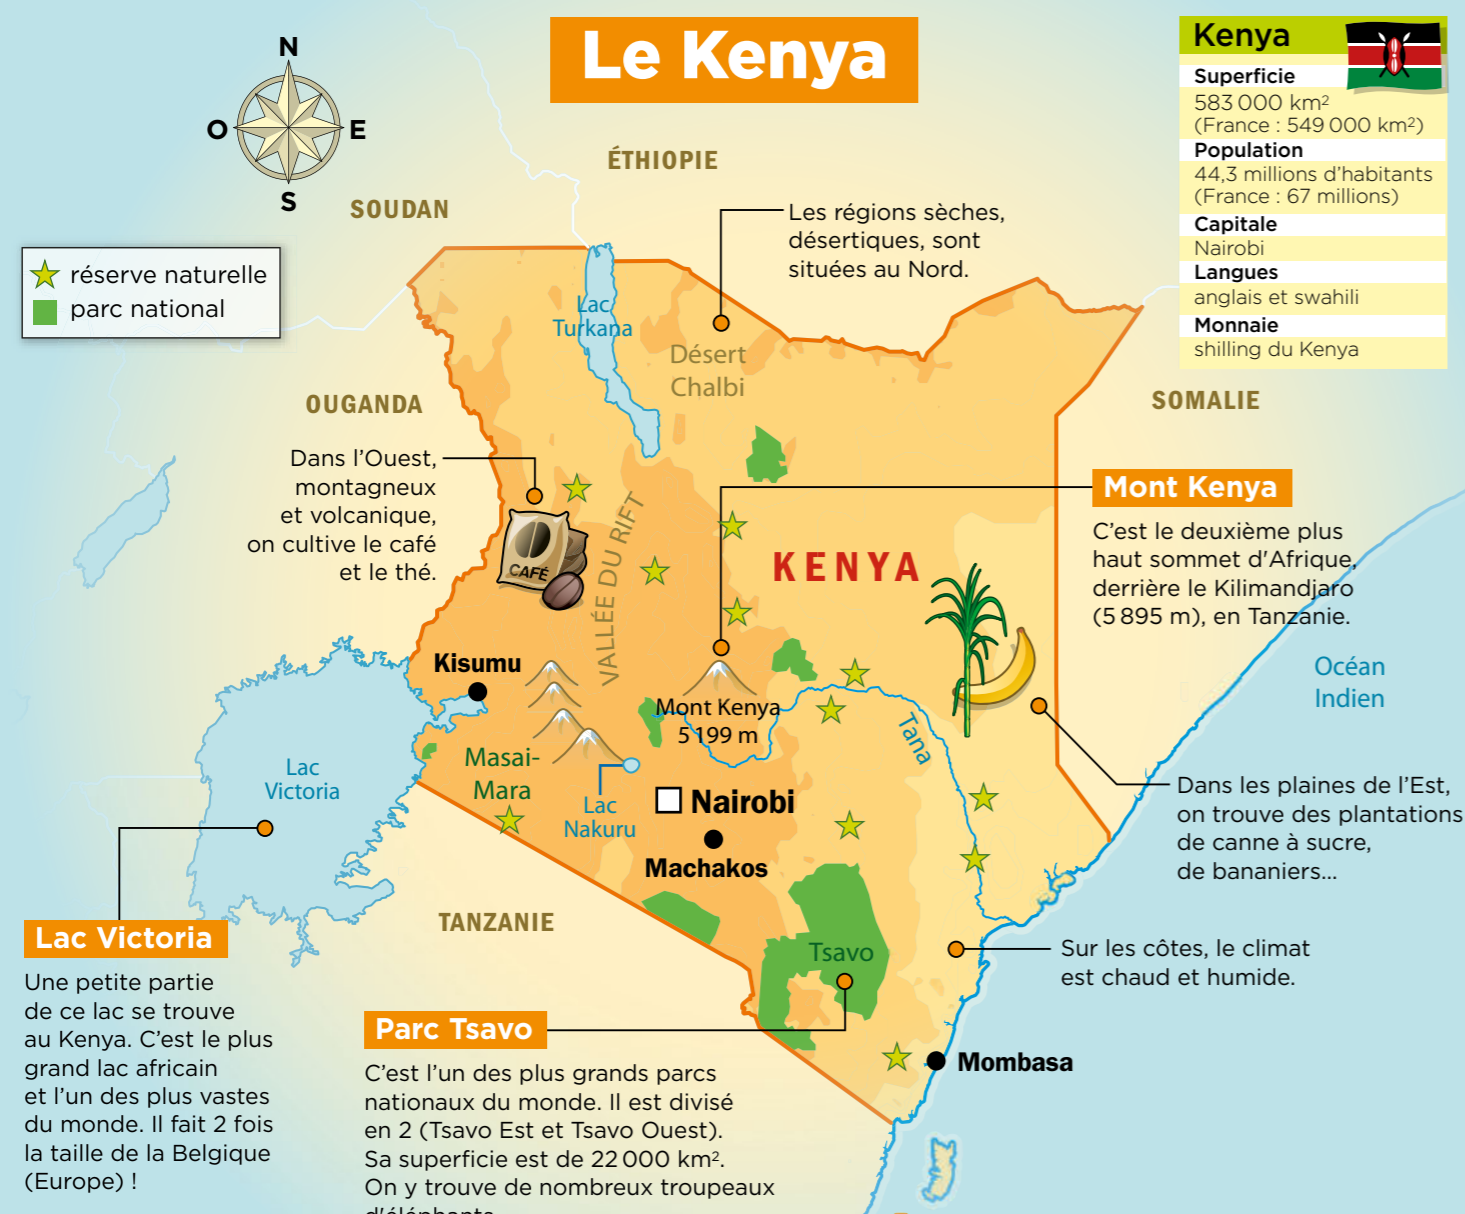 Le Kenya
N
O
E
S
Kenya
Superficie
583 000 km²
(France : 549 000 km²)
Population
44,3 millions d'habitants
(France : 67 millions)
Capitale
Nairobi
Langues
anglais et swahili
Monnaie
shilling du Kenya
réserve naturelle
parc national
SOUDAN
ÉTHIOPIE
OUGANDA
SOMALIE
TANZANIE
Les régions sèches,
désertiques, sont
situées au Nord.
Lac
Turkana
Désert
Chalbi
Dans l'Ouest,
montagneux
et volcanique,
on cultive le café
et le thé.
CAFÉ
VALLÉE DU RIFT
KENYA
Mont Kenya
C'est le deuxième plus
haut sommet d'Afrique,
derrière le Kilimandjaro
(5 895 m), en Tanzanie.
Océan
Indien
Kisumu
Mont Kenya
5 199 m
Tana
Masai-
Mara
Lac
Nakuru
Nairobi
Machakos
Lac
Victoria
Dans les plaines de l'Est,
on trouve des plantations
de canne à sucre,
de bananiers...
Tsavo
Sur les côtes, le climat
est chaud et humide.
Mombasa
Lac Victoria
Une petite partie
de ce lac se trouve
au Kenya. C'est le plus
grand lac africain
et l'un des plus vastes
du monde. Il fait 2 fois
la taille de la Belgique
(Europe) !
Parc Tsavo
C'est l'un des plus grands parcs
nationaux du monde. Il est divisé
en 2 (Tsavo Est et Tsavo Ouest).
Sa superficie est de 22 000 km².
On y trouve de nombreux troupeaux
d'éléphants